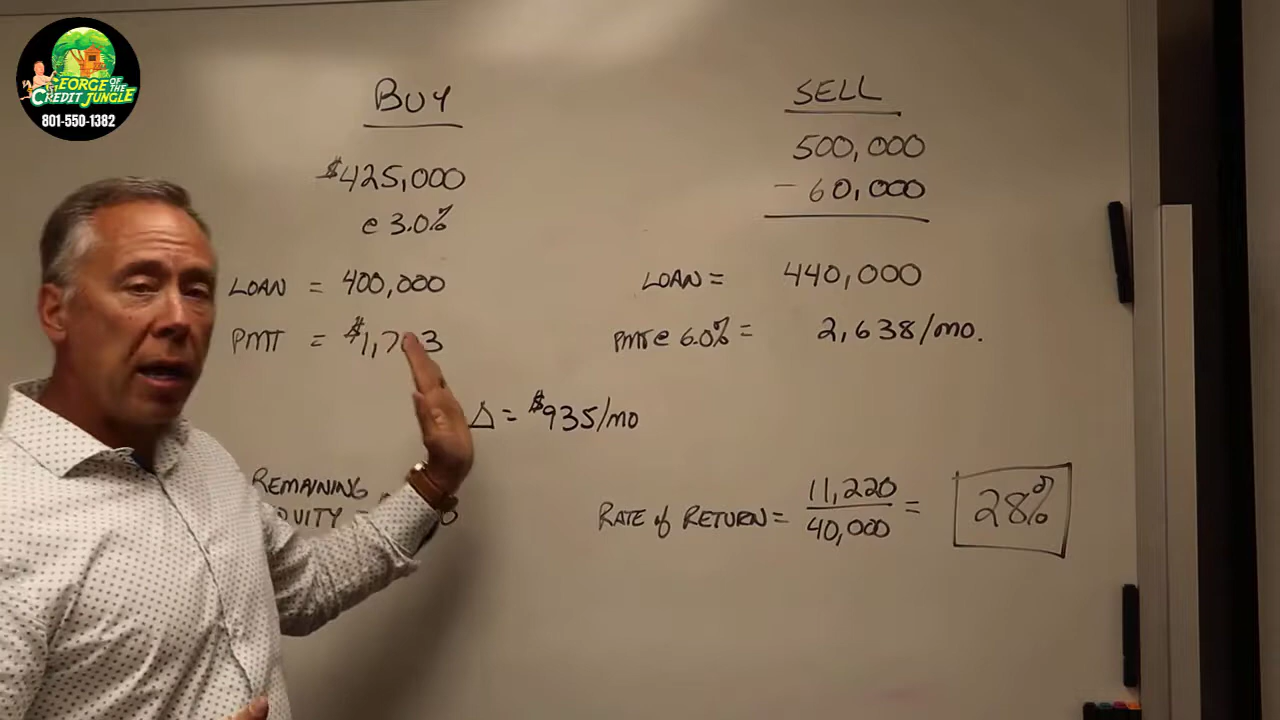 GEORGE OF THE
CREDIT JUNGLE
801-550-1382
BUY
$425,000
@ 3.0%
LOAN = 400,000
PMT = $1,703
SELL
500,000
- 60,000
LOAN = 440,000
PMT @ 6.0% = 2,638/mo.
Δ = $935/mo
REMAINING
RATE of RETURN = 11,220
40,000
= 28%